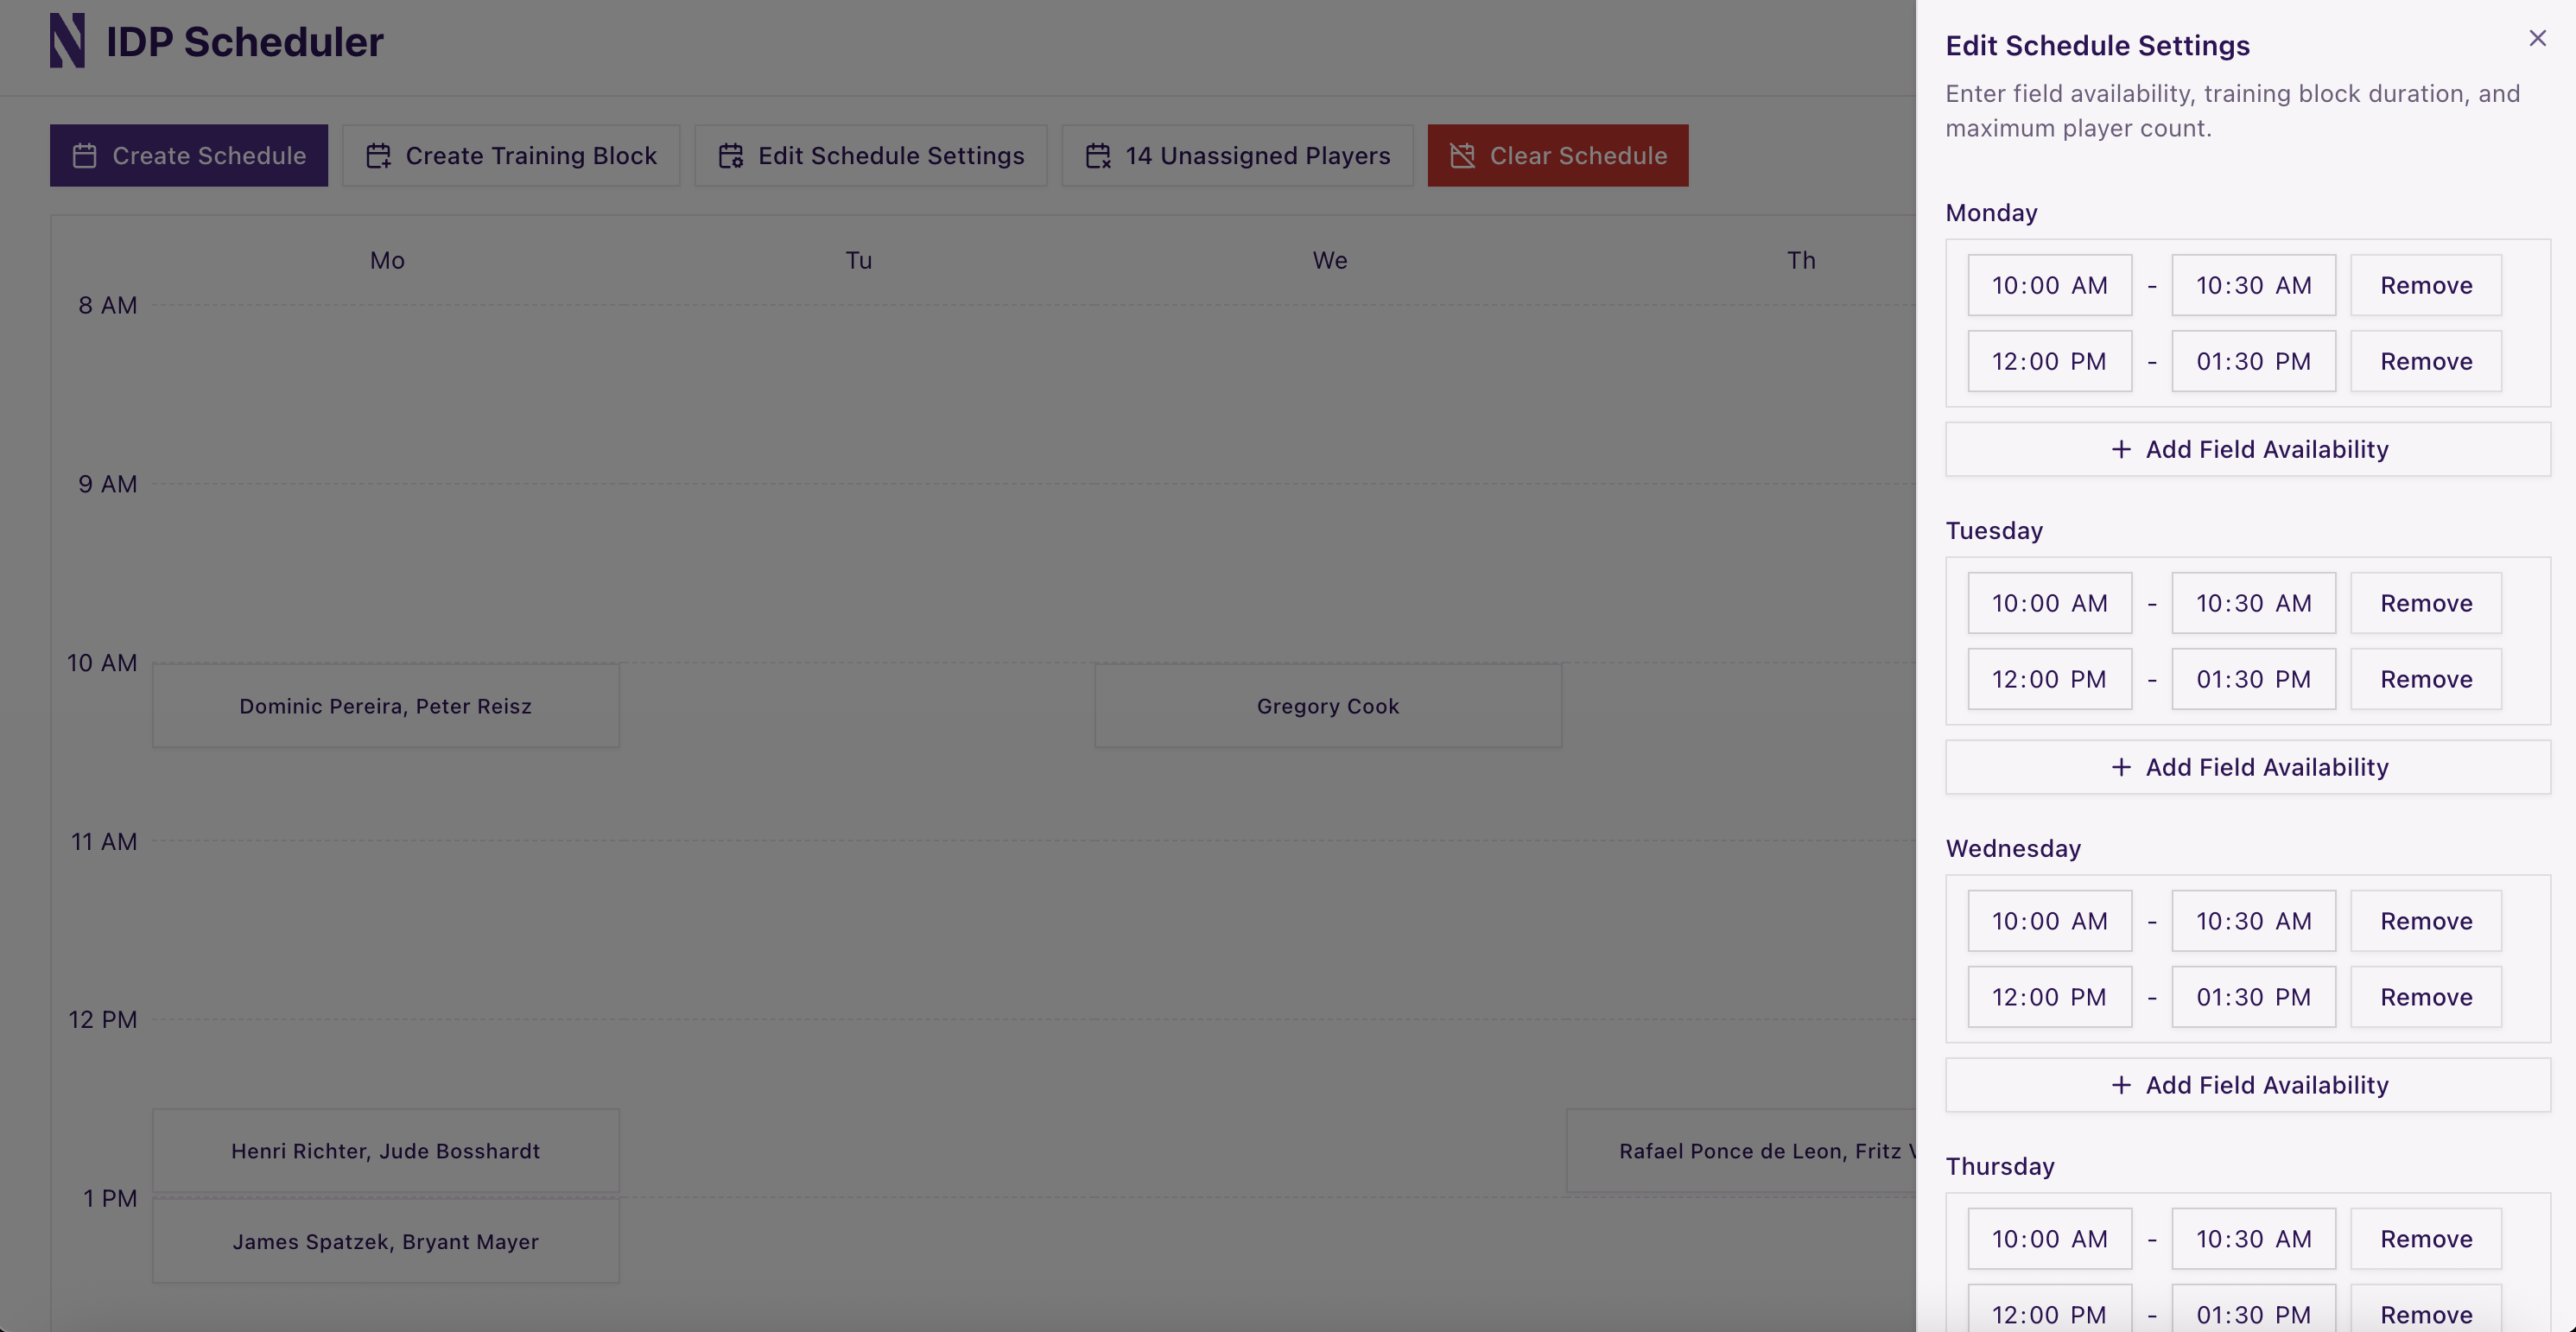 IDP Scheduler
Create Schedule
Create Training Block
Edit Schedule Settings
14 Unassigned Players
Clear Schedule
Mo Tu We Th
8 AM
9 AM
10 AM
Dominic Pereira, Peter Reisz
Gregory Cook
11 AM
12 PM
Henri Richter, Jude Bosshardt
Rafael Ponce de Leon, Fritz
1 PM
James Spatzek, Bryant Mayer
Edit Schedule Settings
Enter field availability, training block duration, and
maximum player count.
Monday
10:00 AM - 10:30 AM Remove
12:00 PM - 01:30 PM Remove
+ Add Field Availability
Tuesday
10:00 AM - 10:30 AM Remove
12:00 PM - 01:30 PM Remove
+ Add Field Availability
Wednesday
10:00 AM - 10:30 AM Remove
12:00 PM - 01:30 PM Remove
+ Add Field Availability
Thursday
10:00 AM - 10:30 AM Remove
12:00 PM - 01:30 PM Remove